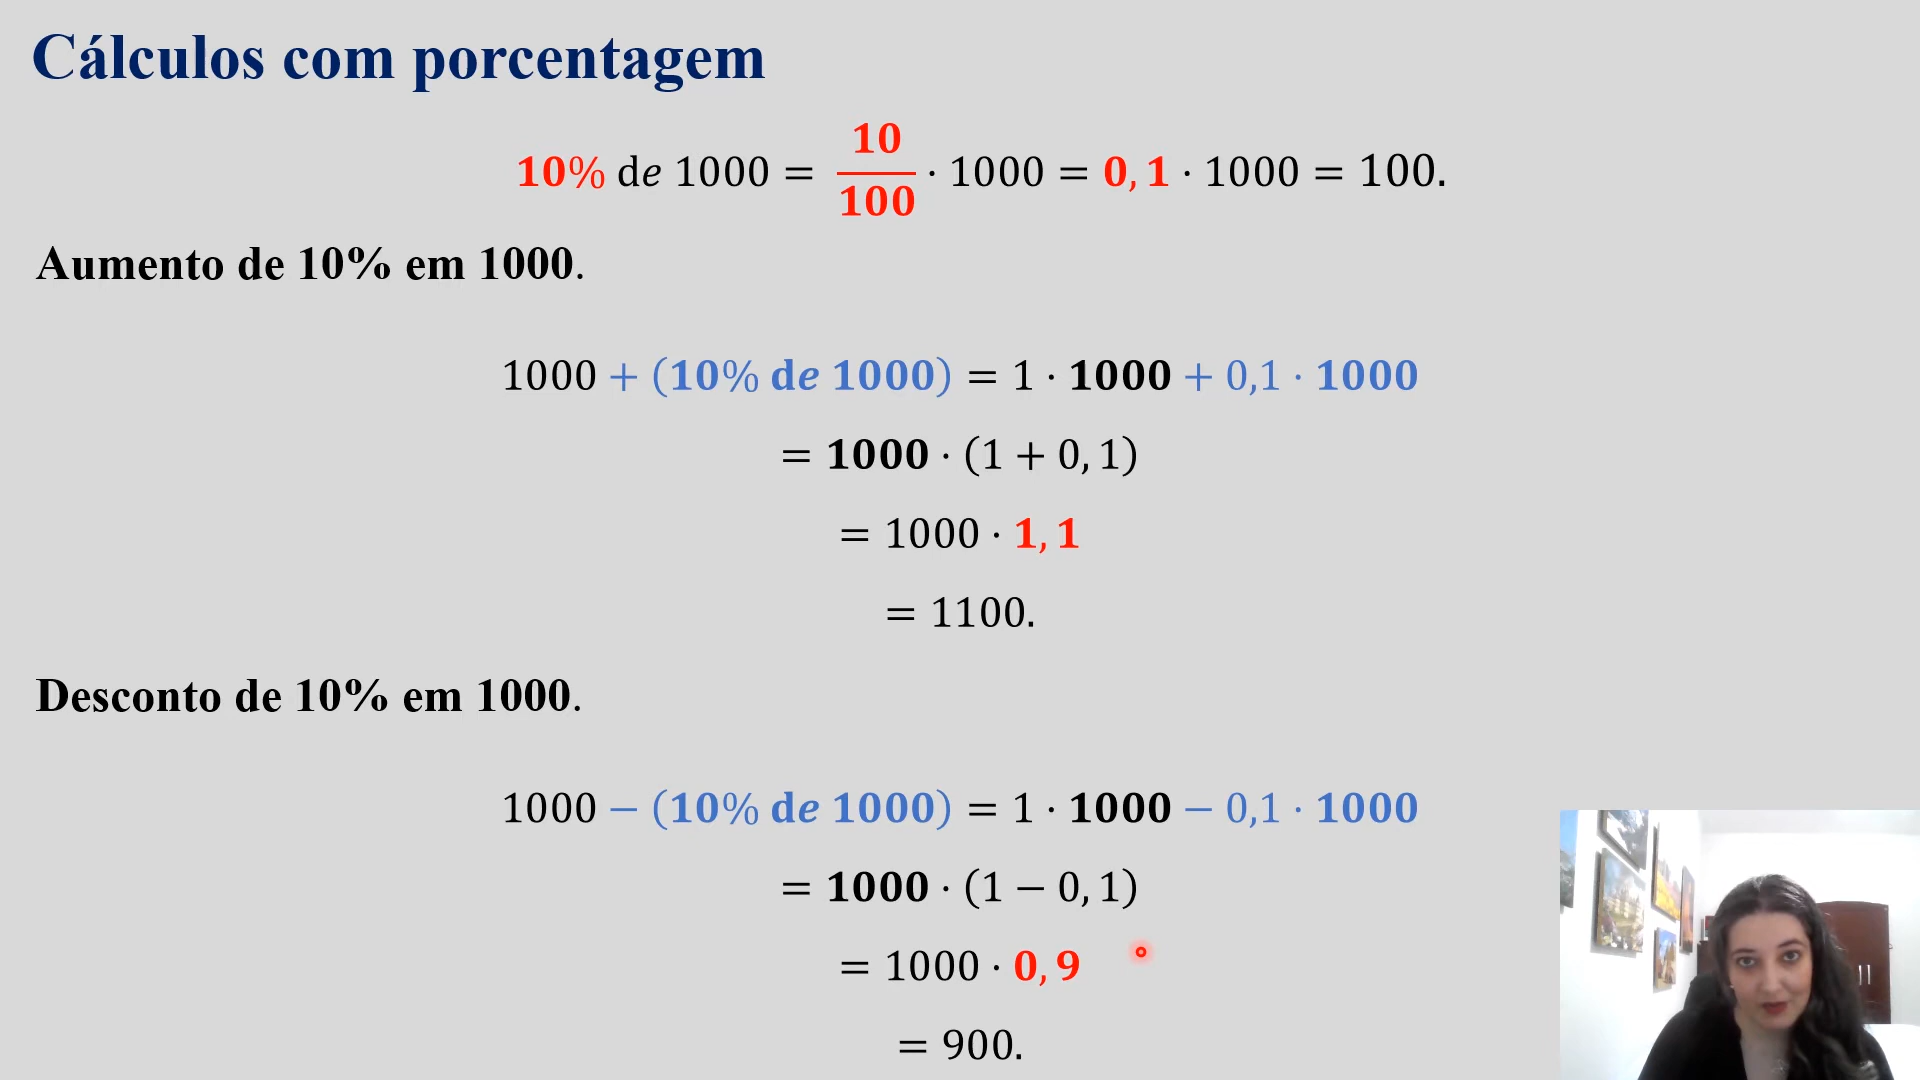 Cálculos com porcentagem
10% de 1000 = 10/100 · 1000 = 0,1 · 1000 = 100.
Aumento de 10% em 1000.
1000 + (10% de 1000) = 1 · 1000 + 0,1 · 1000
= 1000 · (1 + 0,1)
= 1000 · 1,1
= 1100.
Desconto de 10% em 1000.
1000 − (10% de 1000) = 1 · 1000 − 0,1 · 1000
= 1000 · (1 − 0,1)
= 1000 · 0,9
= 900.